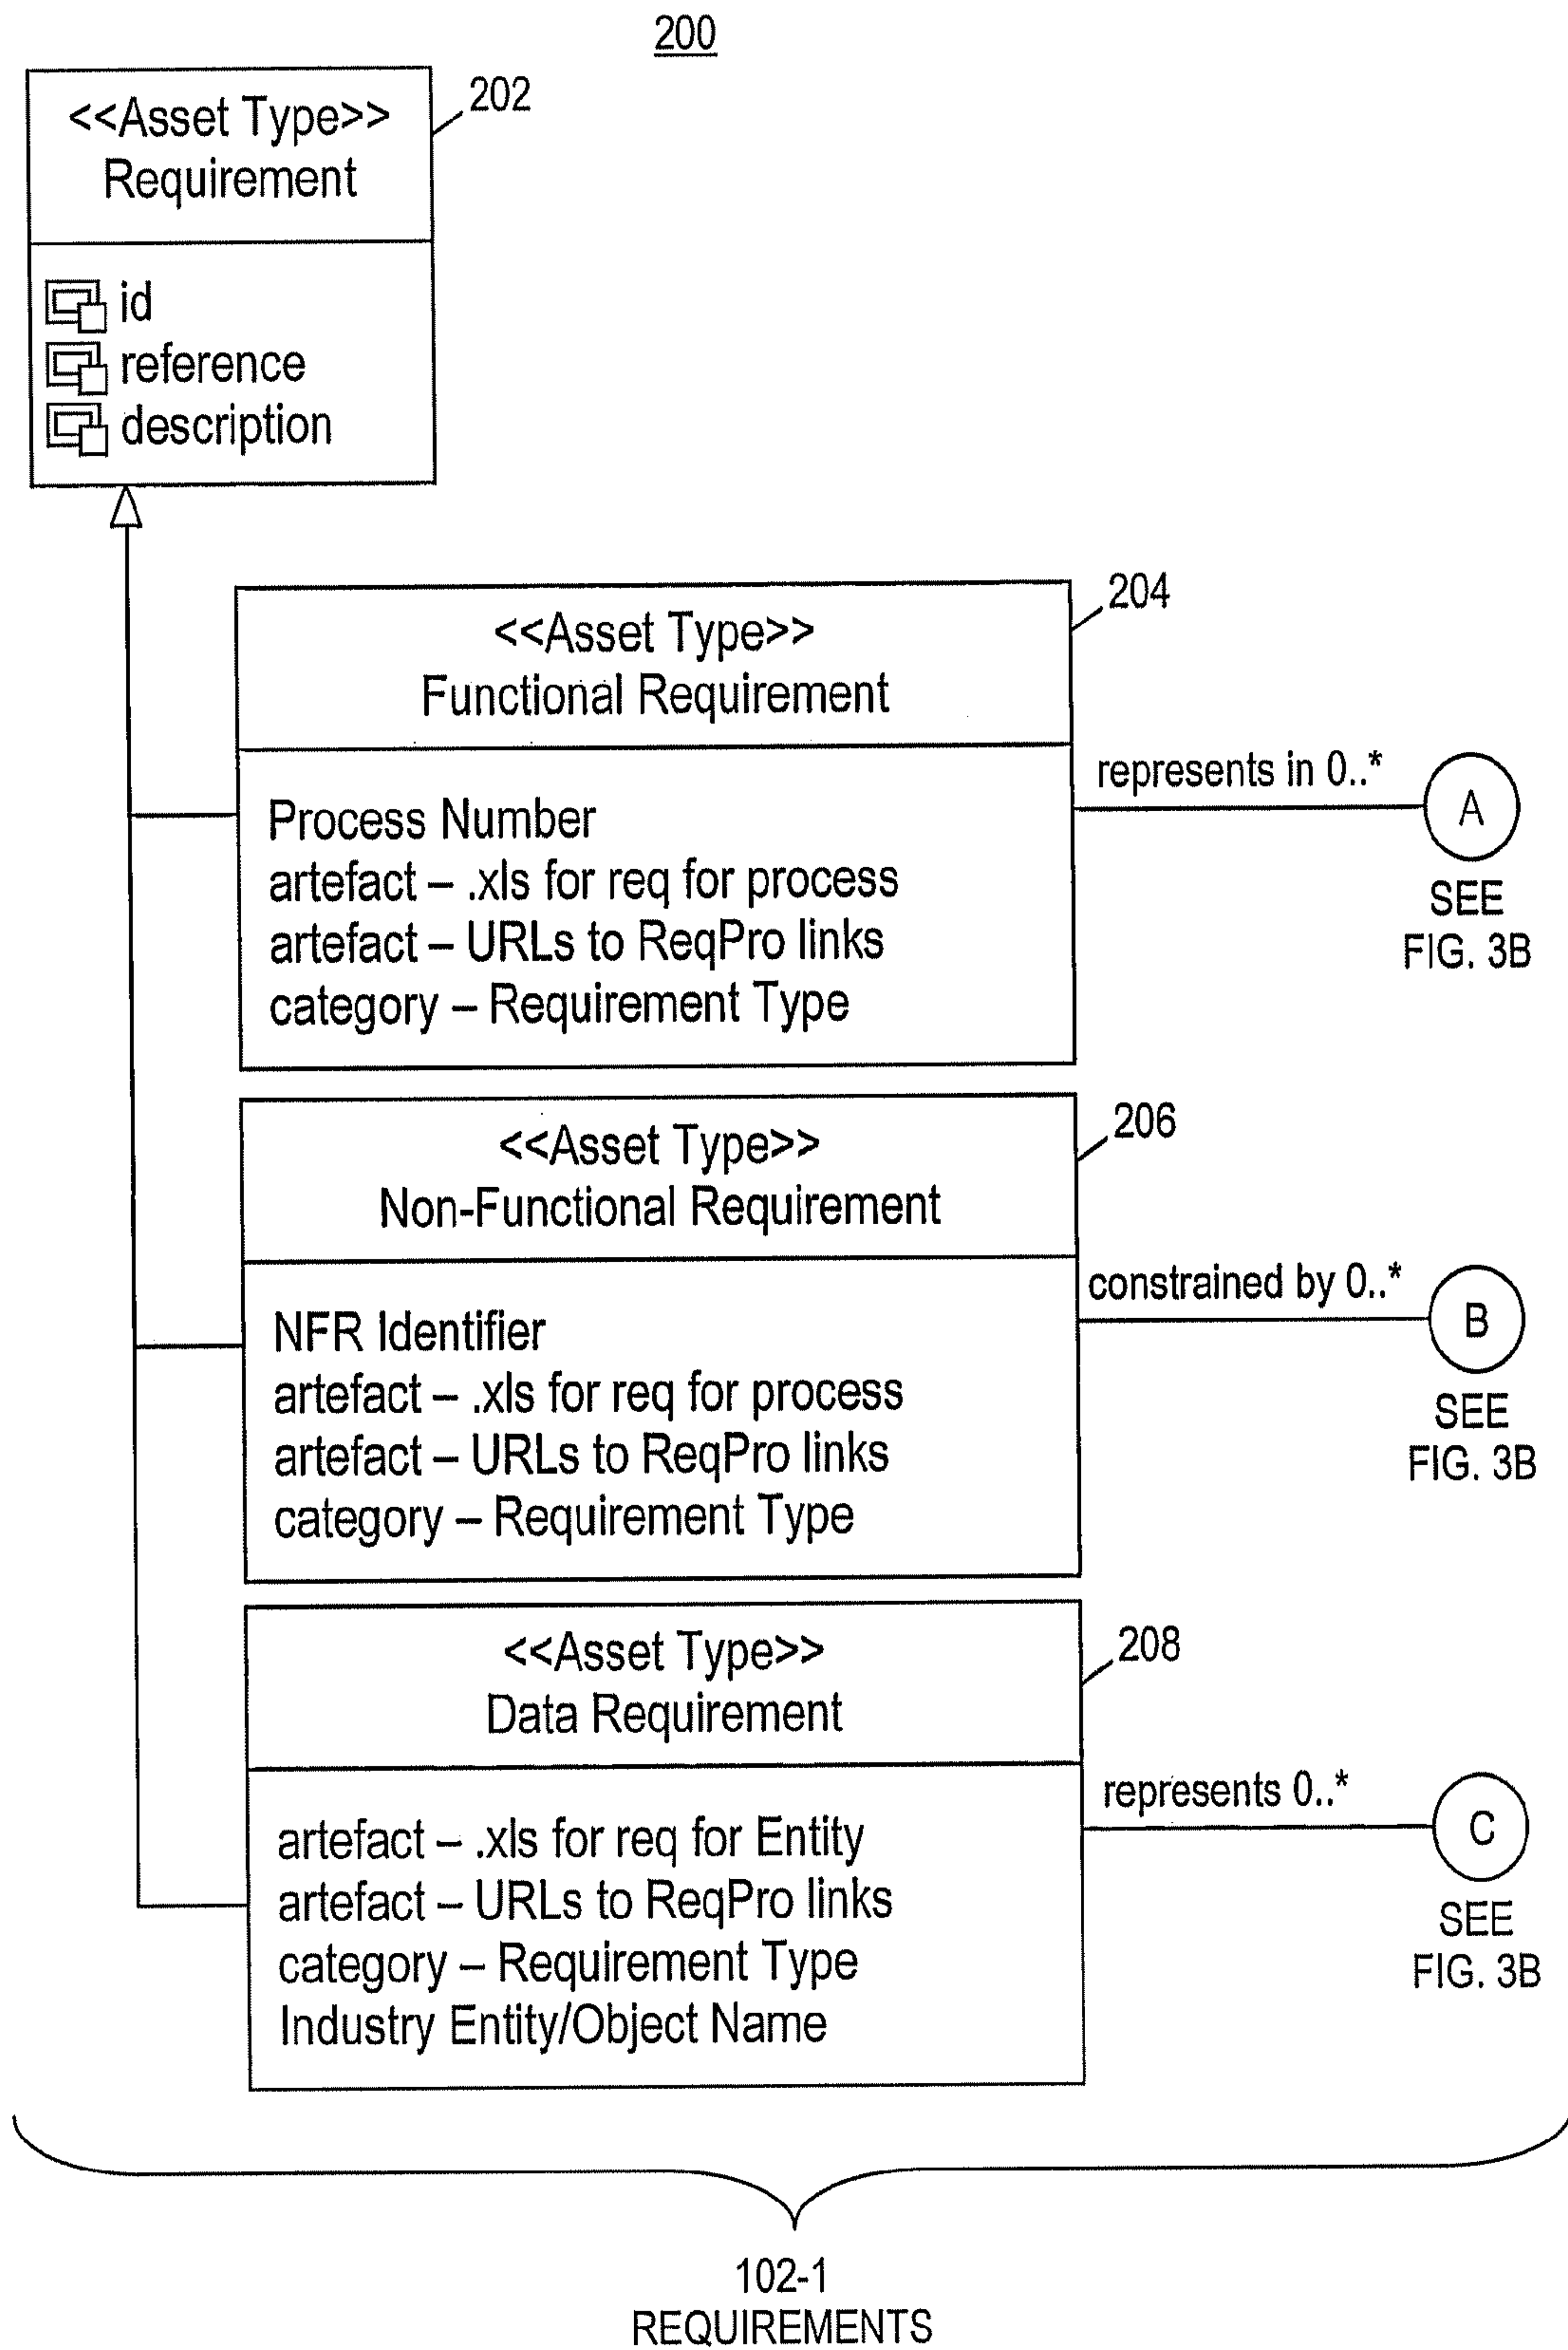 200
202
<<Asset Type>>
Requirement
id
reference
description
204
<<Asset Type>>
Functional Requirement
Process Number
artefact – .xls for req for process
artefact – URLs to ReqPro links
category – Requirement Type
represents in 0..*
A
SEE
FIG. 3B
206
<<Asset Type>>
Non-Functional Requirement
NFR Identifier
artefact – .xls for req for process
artefact – URLs to ReqPro links
category – Requirement Type
constrained by 0..*
B
SEE
FIG. 3B
208
<<Asset Type>>
Data Requirement
artefact – .xls for req for Entity
artefact – URLs to ReqPro links
category – Requirement Type
Industry Entity/Object Name
represents 0..*
C
SEE
FIG. 3B
102-1
REQUIREMENTS